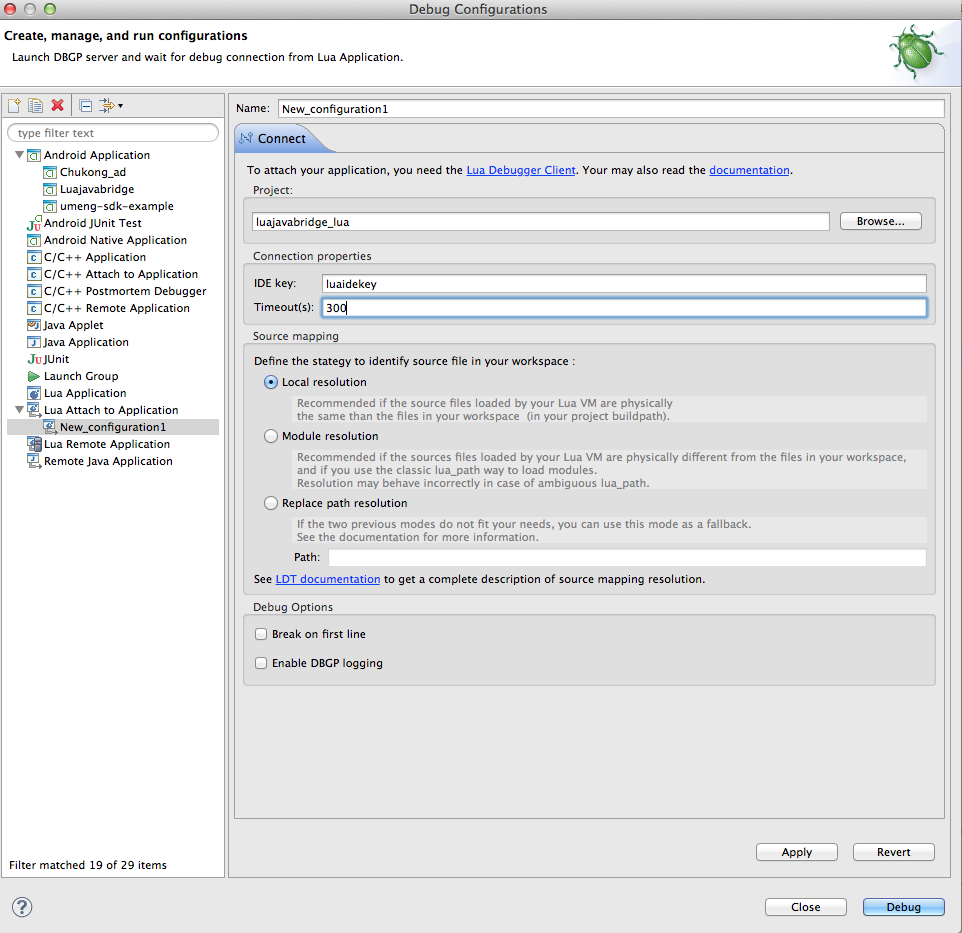 Debug Configurations
Create, manage, and run configurations
Launch DBGP server and wait for debug connection from Lua Application.
type filter text
Android Application
Chukong_ad
Luajavabridge
umeng-sdk-example
Android JUnit Test
Android Native Application
C/C++ Application
C/C++ Attach to Application
C/C++ Postmortem Debugger
C/C++ Remote Application
Java Applet
Java Application
JUnit
Launch Group
Lua Application
Lua Attach to Application
New_configuration1
Lua Remote Application
Remote Java Application
Filter matched 19 of 29 items
Name: New_configuration1
Connect
To attach your application, you need the Lua Debugger Client. Your may also read the documentation.
Project:
luajavabridge_lua Browse...
Connection properties
IDE key: luaidekey
Timeout(s): 300
Source mapping
Define the stategy to identify source file in your workspace :
Local resolution
Recommended if the source files loaded by your Lua VM are physically
the same than the files in your workspace (in your project buildpath).
Module resolution
Recommended if the sources files loaded by your Lua VM are physically different from the files in your workspace,
and if you use the classic lua_path way to load modules.
Resolution may behave incorrectly in case of ambiguous lua_path.
Replace path resolution
If the two previous modes do not fit your needs, you can use this mode as a fallback.
See the documentation for more information.
Path:
See LDT documentation to get a complete description of source mapping resolution.
Debug Options
Break on first line
Enable DBGP logging
Apply Revert
? Close Debug